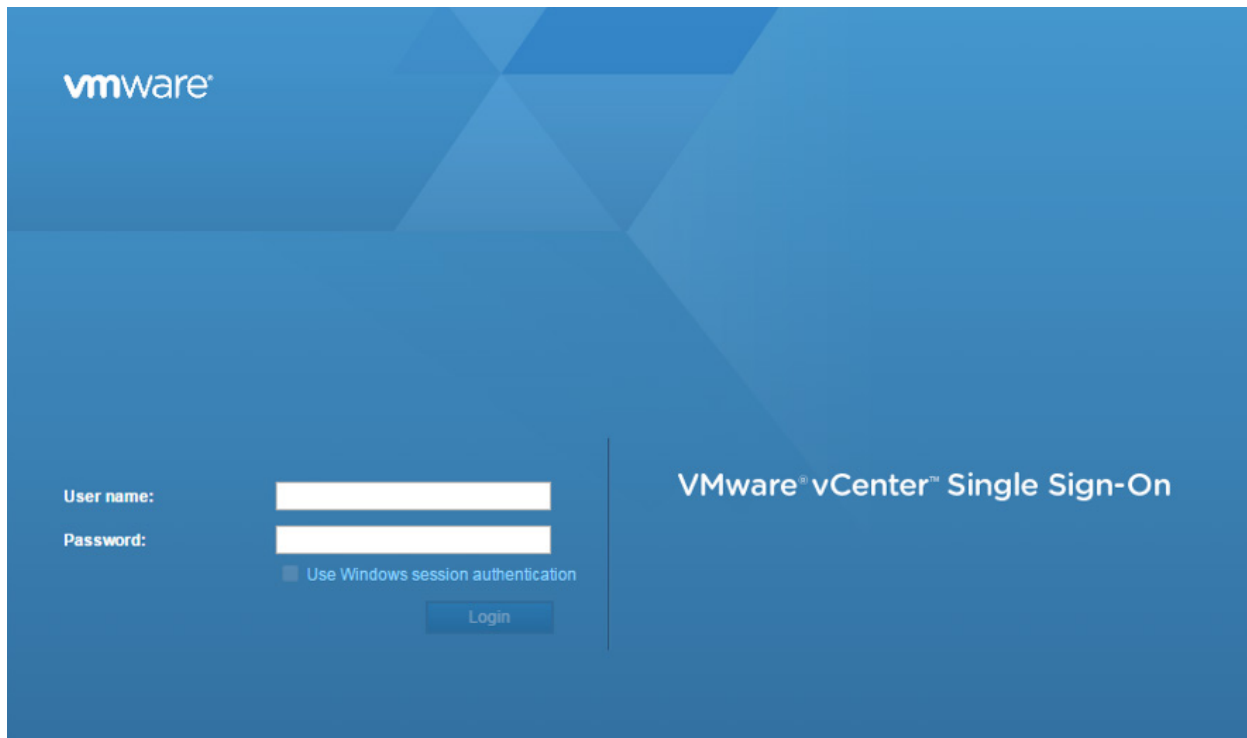 vmware®
User name:
Password:
Use Windows session authentication
Login
VMware® vCenter™ Single Sign-On